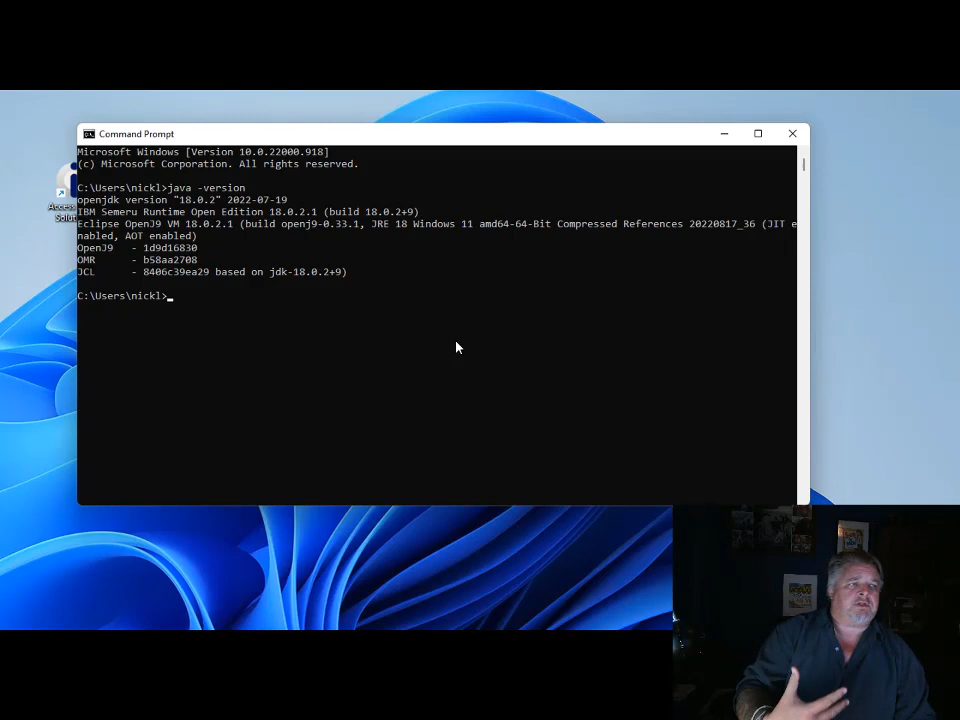 Command Prompt
Microsoft Windows [Version 10.0.22000.918]
(c) Microsoft Corporation. All rights reserved.
C:\Users\nickl>java -version
openjdk version "18.0.2" 2022-07-19
IBM Semeru Runtime Open Edition 18.0.2.1 (build 18.0.2+9)
Eclipse OpenJ9 VM 18.0.2.1 (build openj9-0.33.1, JRE 18 Windows 11 amd64-64-Bit Compressed References 20220817_36 (JIT e
nabled, AOT enabled)
OpenJ9   - 1d9d16830
OMR      - b58aa2708
JCL      - 8406c39ea29 based on jdk-18.0.2+9)
C:\Users\nickl>
Access
Solut